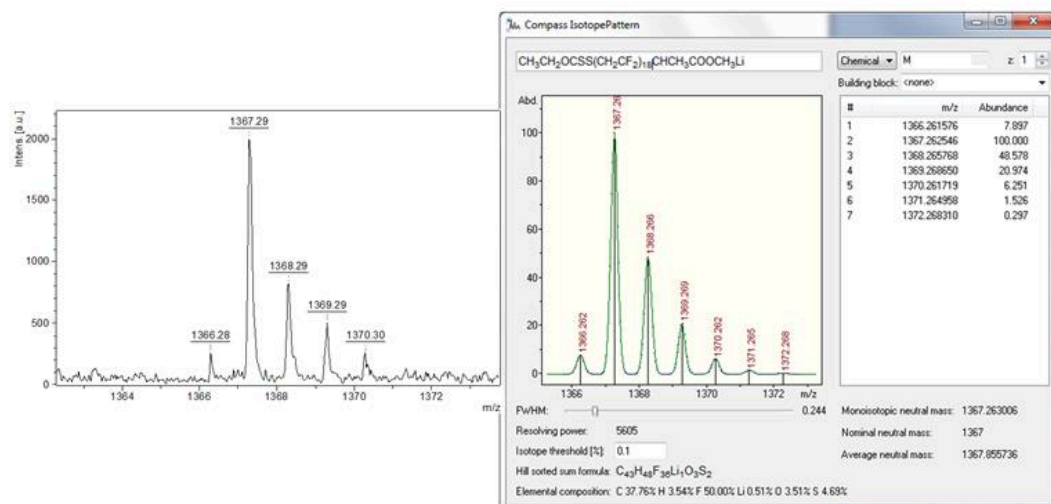 Compass IsotopePattern
CH₃CH₂OCSS(CH₂CF₂)₁₈CHCH₃COOCH₃Li
Chemical M z: 1
Building block: <none>
# m/z Abundance
1 1366.261576 7.897
2 1367.262546 100.000
3 1368.265768 48.578
4 1369.268650 20.974
5 1370.261719 6.251
6 1371.264958 1.526
7 1372.268310 0.297
Intens. [a.u.]
2000
1500
1000
500
0
1367.29
1368.29
1369.29
1366.28
1370.30
1364 1366 1368 1370 1372
m/z
Abd.
100
80
60
40
20
0
1366.262
1367.26
1368.266
1369.269
1370.262
1371.265
1372.268
1366 1368 1370 1372 m/z
FWHM: 0.244
Resolving power: 5605
Isotope threshold [%]: 0.1
Hill sorted sum formula: C₄₃H₄₈F₃₆Li₁O₃S₂
Elemental composition: C 37.76% H 3.54% F 50.00% Li 0.51% O 3.51% S 4.69%
Monoisotopic neutral mass: 1367.263006
Nominal neutral mass: 1367
Average neutral mass: 1367.855736